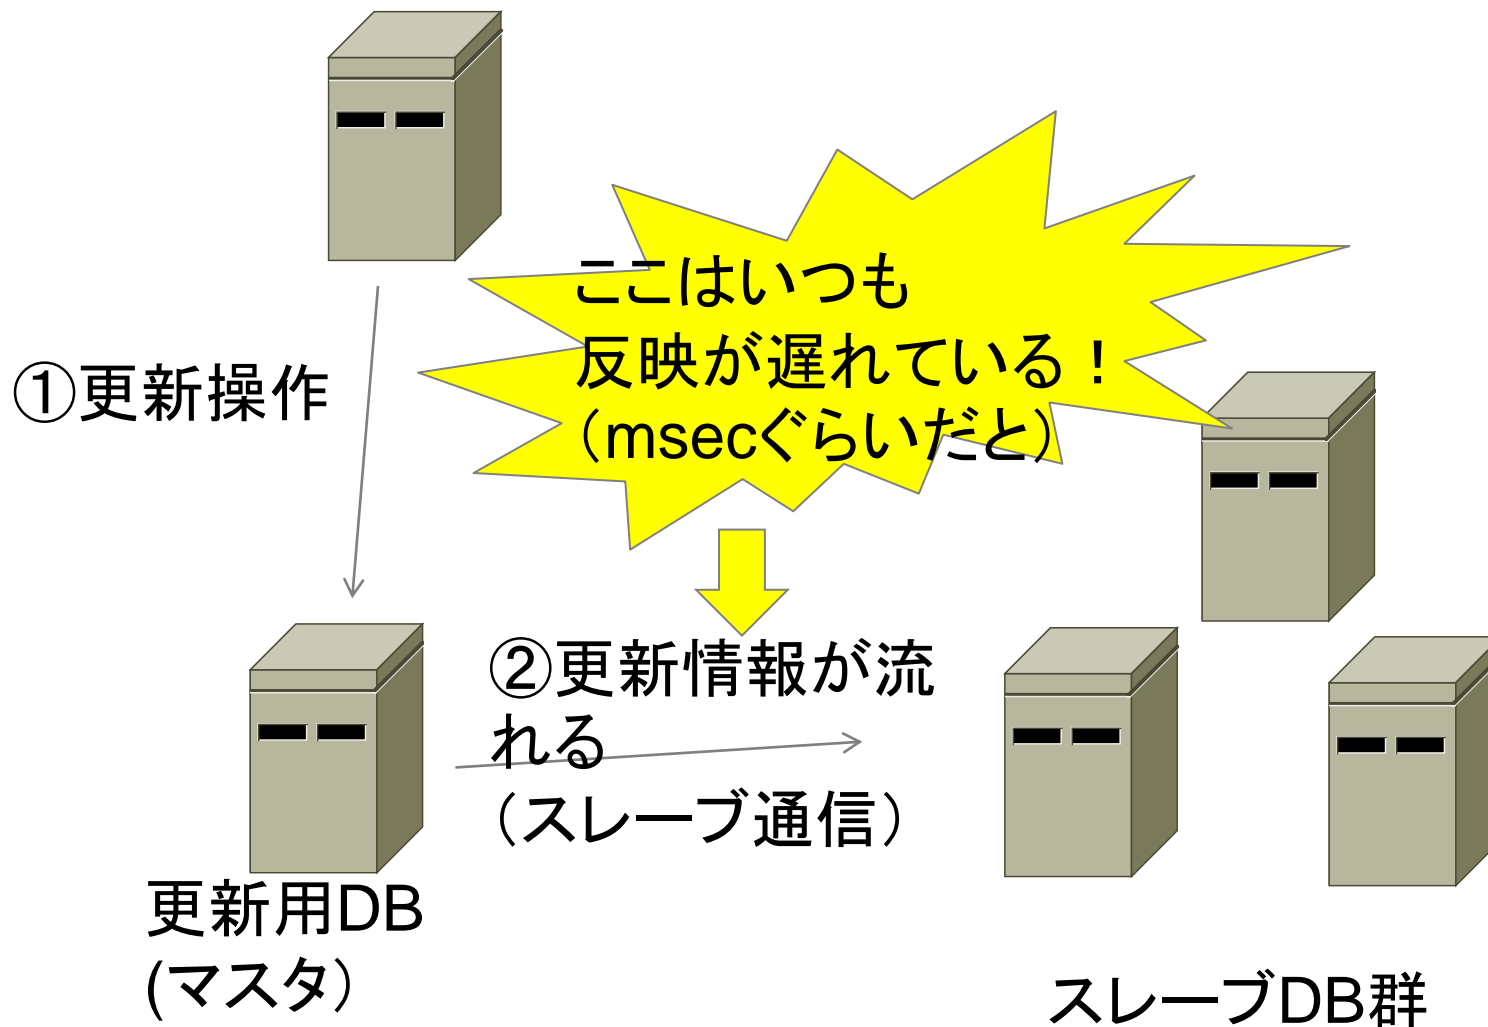 ここはいつも
反映が遅れている！
（msecぐらいだと）
①更新操作
②更新情報が流
れる
（スレーブ通信）
更新用DB
(マスタ）
スレーブDB群